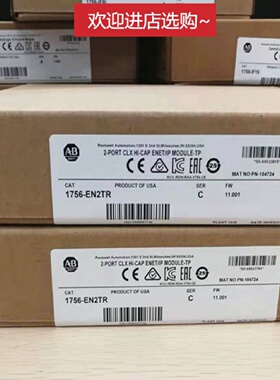 欢迎进店选购~
1756-IF16
AB
Rockwell Automation,1201 S 2nd St,Milwaukee,WI 53204,USA
2-PORT CLX HI-CAP ENET/IP MODULE-TP
MAT NO PN-184724
CAT
PRODUCT OF USA
SER
FW
1756-EN2TR
C
11.001
AB
Rockwell Automation,1201 S 2nd St,Milwaukee,WI 53204,USA
2-PORT CLX HI-CAP ENET/IP MODULE-TP
MAT NO PN-184724
CAT
PRODUCT OF USA
SER
FW
1756-EN2TR
C
11.001